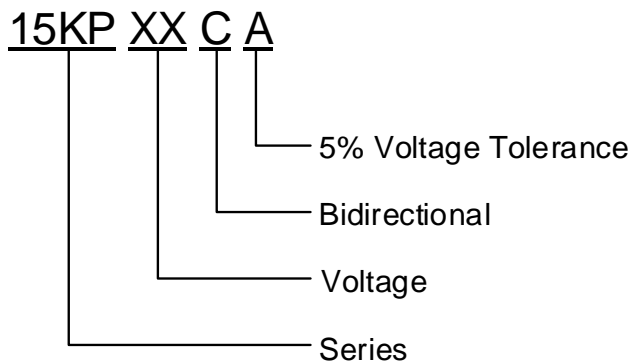 15KP XX C A
5% Voltage Tolerance
Bidirectional
Voltage
Series